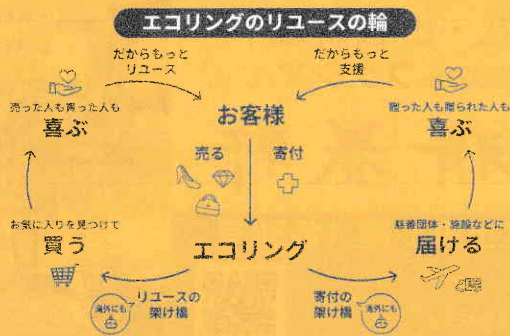 エコリングのリユースの輪
だからもっと
リユース
だからもっと
支援
お客様
売った人も買った人も
喜ぶ
贈った人も贈られた人も
喜ぶ
売る
寄付
お気に入りを見つけて
買う
エコリング
慈善団体・施設などに
届ける
リユースの
架け橋
海外にも
寄付の
架け橋
海外にも